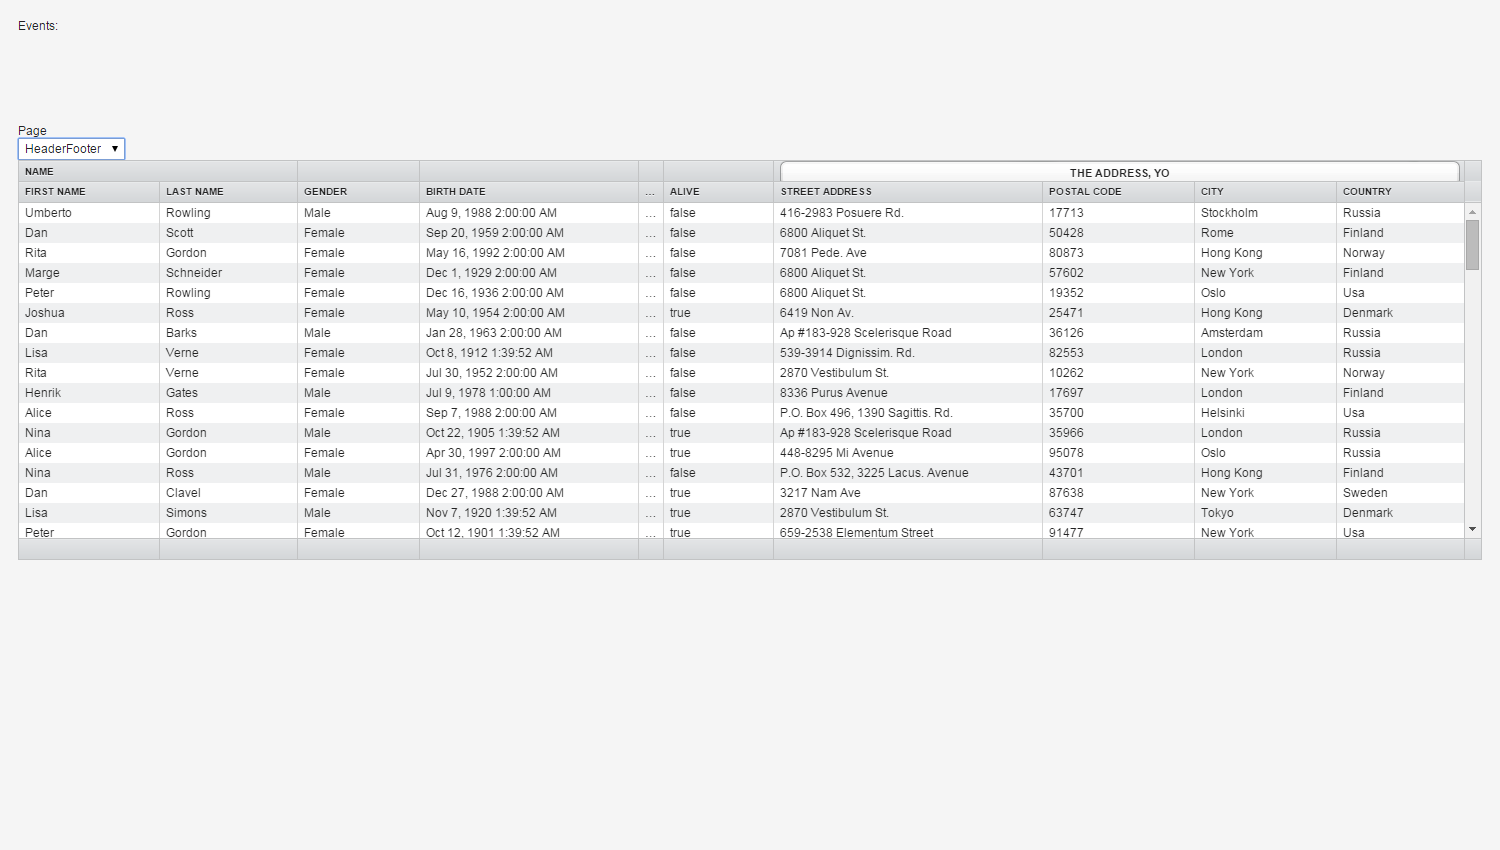 Events:
Page
HeaderFooter
NAME THE ADDRESS, YO
FIRST NAME LAST NAME GENDER BIRTH DATE ... ALIVE STREET ADDRESS POSTAL CODE CITY COUNTRY
Umberto Rowling Male Aug 9, 1988 2:00:00 AM ... false 416-2983 Posuere Rd. 17713 Stockholm Russia
Dan Scott Female Sep 20, 1959 2:00:00 AM ... false 6800 Aliquet St. 50428 Rome Finland
Rita Gordon Female May 16, 1992 2:00:00 AM ... false 7081 Pede. Ave 80873 Hong Kong Norway
Marge Schneider Female Dec 1, 1929 2:00:00 AM ... false 6800 Aliquet St. 57602 New York Finland
Peter Rowling Female Dec 16, 1936 2:00:00 AM ... false 6800 Aliquet St. 19352 Oslo Usa
Joshua Ross Female May 10, 1954 2:00:00 AM ... true 6419 Non Av. 25471 Hong Kong Denmark
Dan Barks Male Jan 28, 1963 2:00:00 AM ... false Ap #183-928 Scelerisque Road 36126 Amsterdam Russia
Lisa Verne Female Oct 8, 1912 1:39:52 AM ... false 539-3914 Dignissim. Rd. 82553 London Russia
Rita Verne Female Jul 30, 1952 2:00:00 AM ... false 2870 Vestibulum St. 10262 New York Norway
Henrik Gates Male Jul 9, 1978 1:00:00 AM ... false 8336 Purus Avenue 17697 London Finland
Alice Ross Female Sep 7, 1988 2:00:00 AM ... false P.O. Box 496, 1390 Sagittis. Rd. 35700 Helsinki Usa
Nina Gordon Male Oct 22, 1905 1:39:52 AM ... true Ap #183-928 Scelerisque Road 35966 London Russia
Alice Gordon Female Apr 30, 1997 2:00:00 AM ... true 448-8295 Mi Avenue 95078 Oslo Russia
Nina Ross Male Jul 31, 1976 2:00:00 AM ... false P.O. Box 532, 3225 Lacus. Avenue 43701 Hong Kong Finland
Dan Clavel Female Dec 27, 1988 2:00:00 AM ... true 3217 Nam Ave 87638 New York Sweden
Lisa Simons Male Nov 7, 1920 1:39:52 AM ... true 2870 Vestibulum St. 63747 Tokyo Denmark
Peter Gordon Female Oct 12, 1901 1:39:52 AM ... true 659-2538 Elementum Street 91477 New York Usa